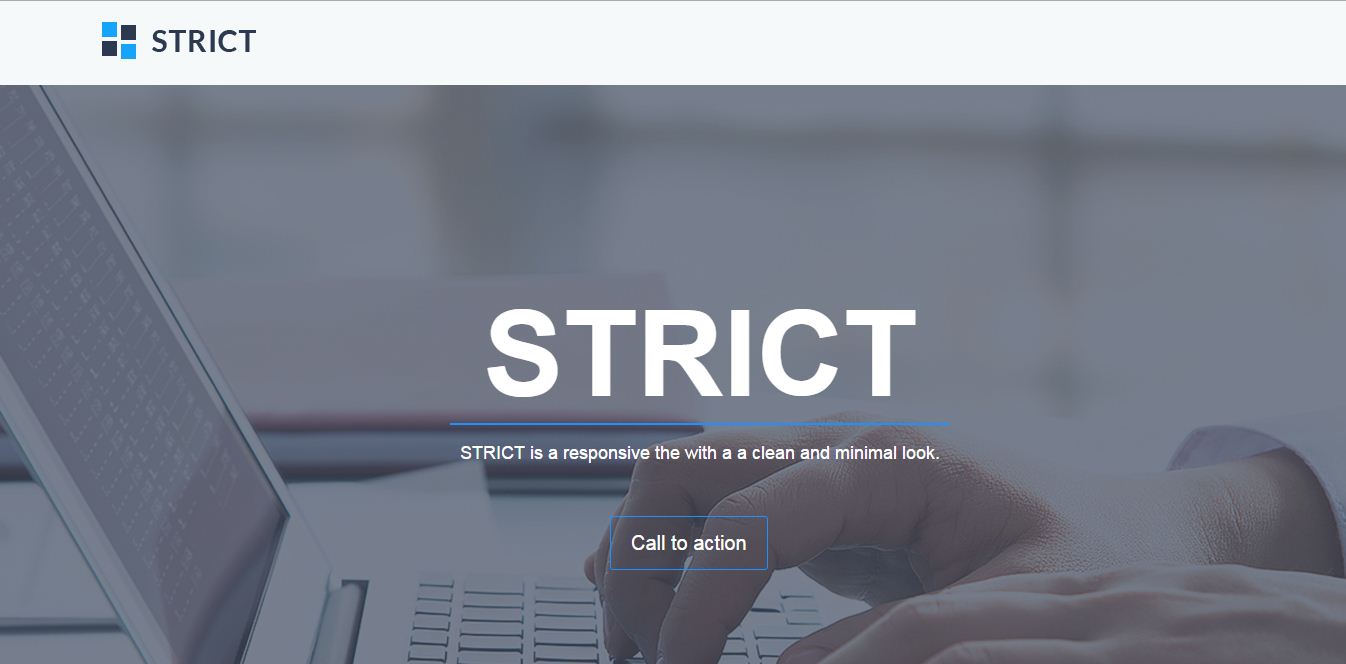 STRICT
STRICT
STRICT is a responsive the with a a clean and minimal look.
Call to action